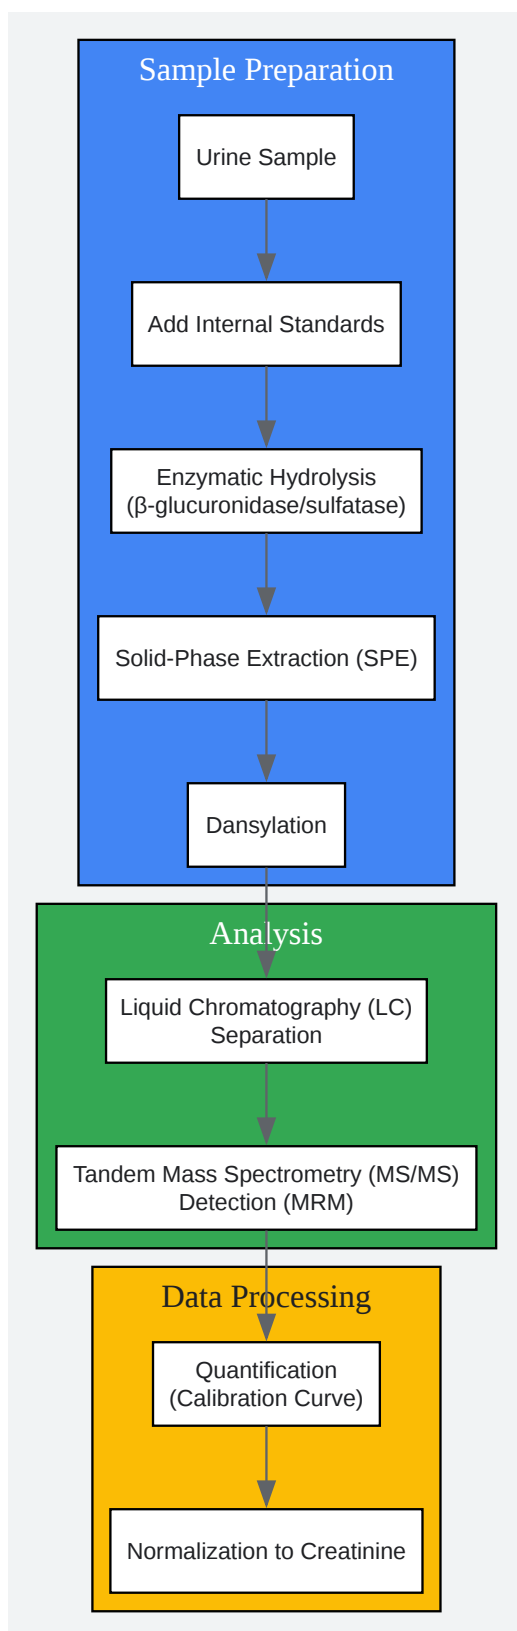 Sample Preparation
Urine Sample
Add Internal Standards
Enzymatic Hydrolysis
(β-glucuronidase/sulfatase)
Solid-Phase Extraction (SPE)
Dansylation
Analysis
Liquid Chromatography (LC)
Separation
Tandem Mass Spectrometry (MS/MS)
Detection (MRM)
Data Processing
Quantification
(Calibration Curve)
Normalization to Creatinine